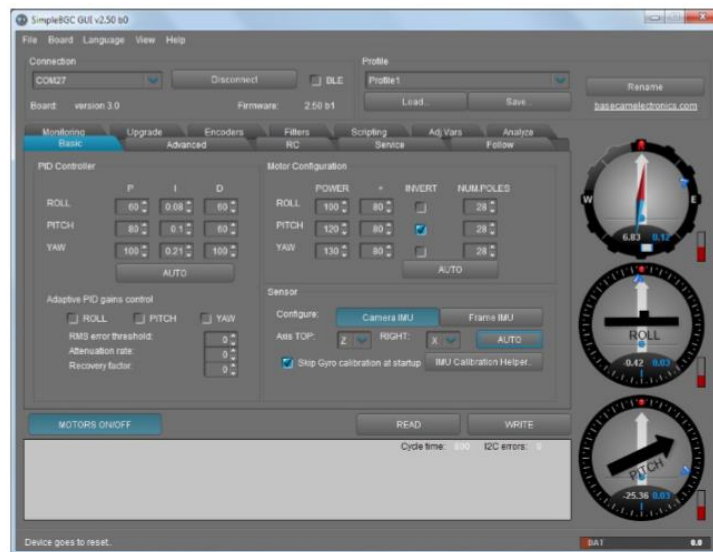 SimpleBGC GUI v2.50 b0
File Board Language View Help
Connection
COM27 Disconnect BLE
Board: version 3.0 Firmware: 2.50 b1
Profile
Profile1
Load.. Save..
Rename
basecamelectronics.com
Monitoring Upgrade Encoders Filters Scripting Adj.Vars Analyze
Basic Advanced RC Service Follow
PID Controller
P I D
ROLL 60 0.08 60
PITCH 80 0.1 60
YAW 100 0.21 100
AUTO
Adaptive PID gains control
ROLL PITCH YAW
RMS error threshold: 0
Attenuation rate: 0
Recovery factor: 0
Motor Configuration
POWER + INVERT NUM.POLES
ROLL 100 80 28
PITCH 120 80 28
YAW 130 80 28
AUTO
Sensor
Configure: Camera IMU Frame IMU
Axis TOP: Z RIGHT: X AUTO
Skip Gyro calibration at startup IMU Calibration Helper..
W E
6.83 0.12
ROLL
-0.42 0.03
PITCH
-25.36 0.03
MOTORS ON/OFF READ WRITE
Cycle time: 800 I2C errors: 0
Device goes to reset..
BAT 0.0